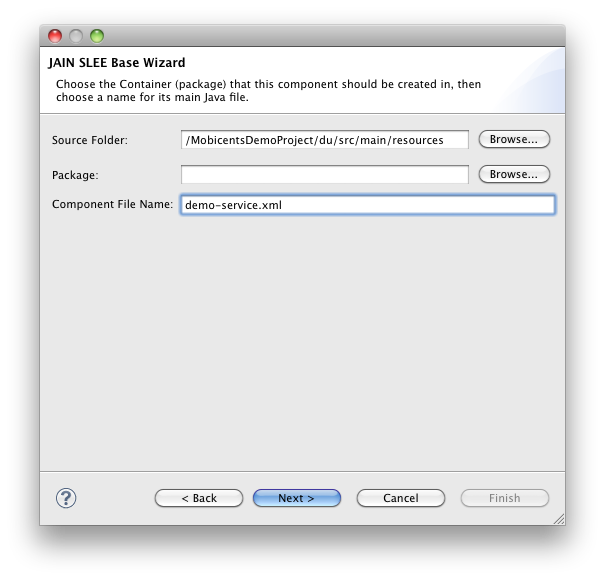 JAIN SLEE Base Wizard
Choose the Container (package) that this component should be created in, then
choose a name for its main Java file.
Source Folder: /MobicentsDemoProject/du/src/main/resources Browse...
Package: Browse...
Component File Name: demo-service.xml
? < Back Next > Cancel Finish